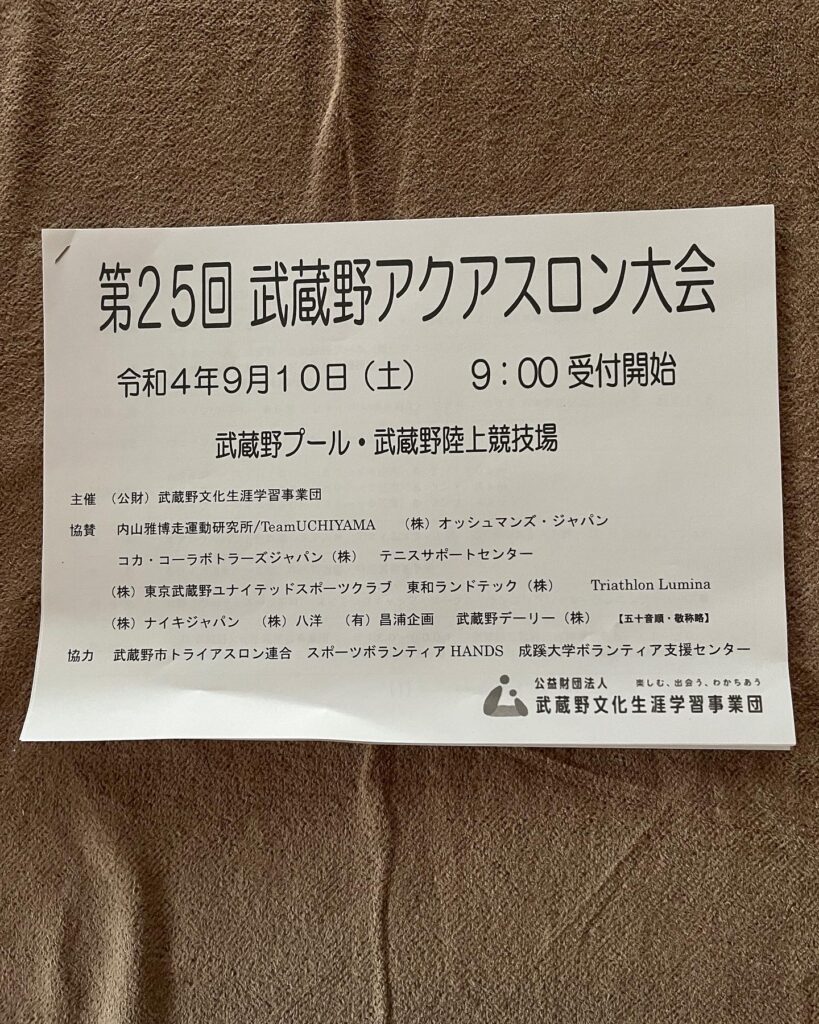 第25回 武蔵野アクアスロン大会
令和4年9月10日(土) 9:00 受付開始
武蔵野プール・武蔵野陸上競技場
主催 (公財)武蔵野文化生涯学習事業団
協賛 内山雅博走運動研究所/TeamUCHIYAMA (株)オッシュマンズ・ジャパン
コカ・コーラボトラーズジャパン(株) テニスサポートセンター
(株)東京武蔵野ユナイテッドスポーツクラブ 東和ランドテック(株) Triathlon Lumina
(株)ナイキジャパン (株)八洋 (有)昌浦企画 武蔵野デーリー(株) 【五十音順・敬称略】
協力 武蔵野市トライアスロン連合 スポーツボランティアHANDS 成蹊大学ボランティア支援センター
公益財団法人 楽しむ、出会う、わかちあう
武蔵野文化生涯学習事業団